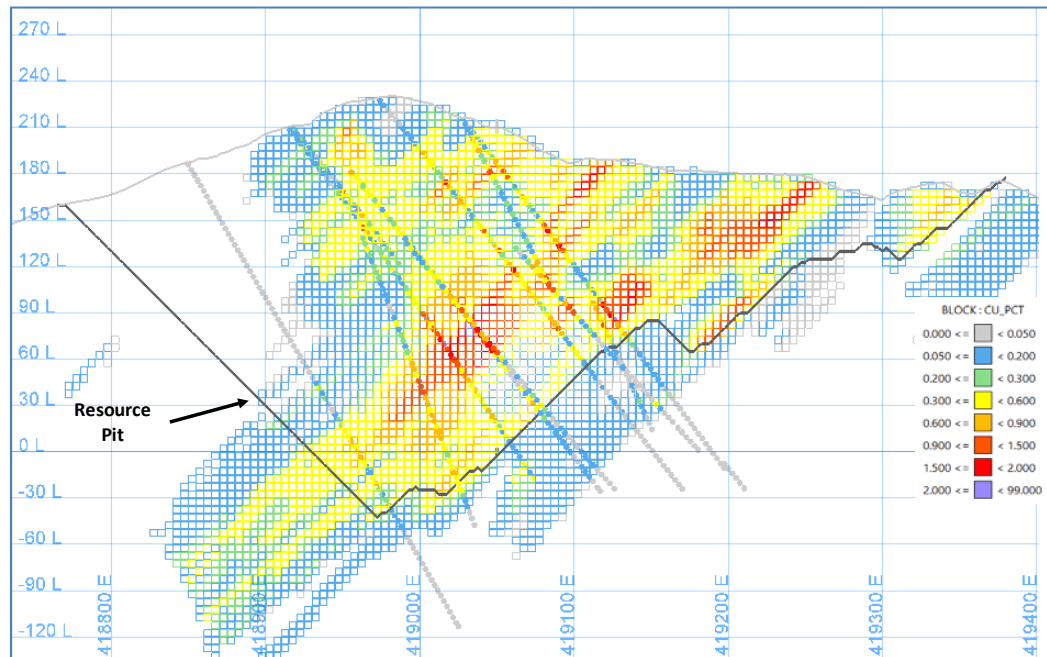 270 L
240 L
210 L
180 L
150 L
120 L
90 L
60 L
30 L
0 L
-30 L
-60 L
-90 L
-120 L
418800 E
418900 E
419000 E
419100 E
419200 E
419300 E
419400 E
Resource
Pit
BLOCK : CU_PCT
0.000 <= < 0.050
0.050 <= < 0.200
0.200 <= < 0.300
0.300 <= < 0.600
0.600 <= < 0.900
0.900 <= < 1.500
1.500 <= < 2.000
2.000 <= < 99.000